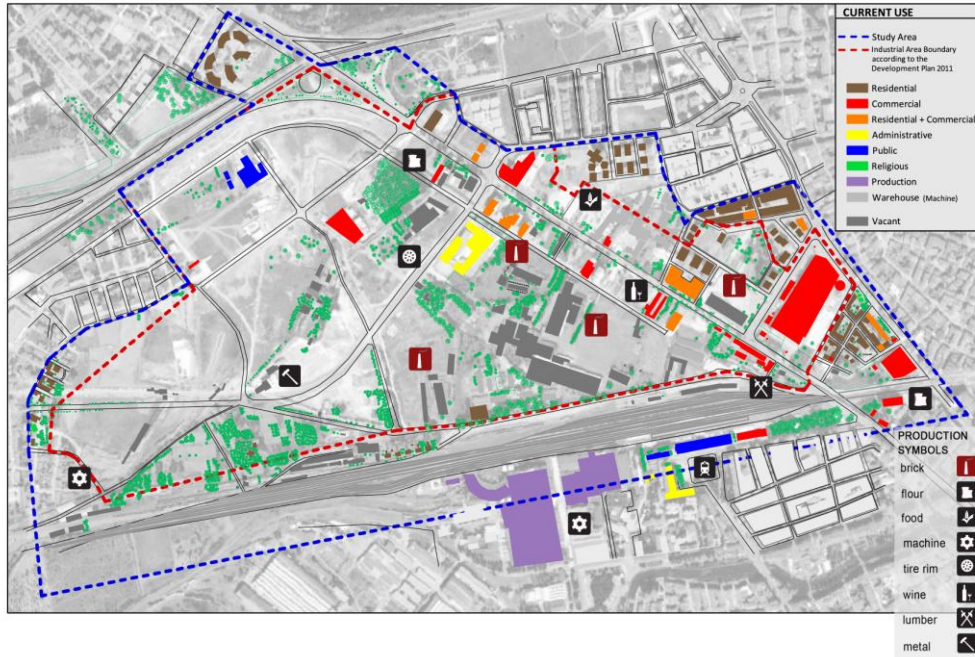 CURRENT USE
Study Area
Industrial Area Boundary
according to the
Development Plan 2011
Residential
Commercial
Residential + Commercial
Administrative
Public
Religious
Production
Warehouse (Machine)
Vacant
PRODUCTION
SYMBOLS
brick
flour
food
machine
tire rim
wine
lumber
metal